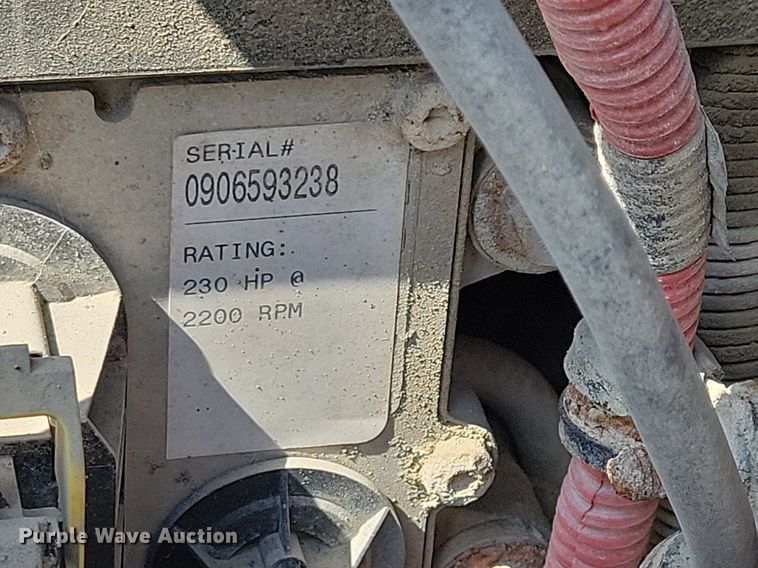 SERIAL#
0906593238
RATING:
230 HP @
2200 RPM
Purple Wave Auction